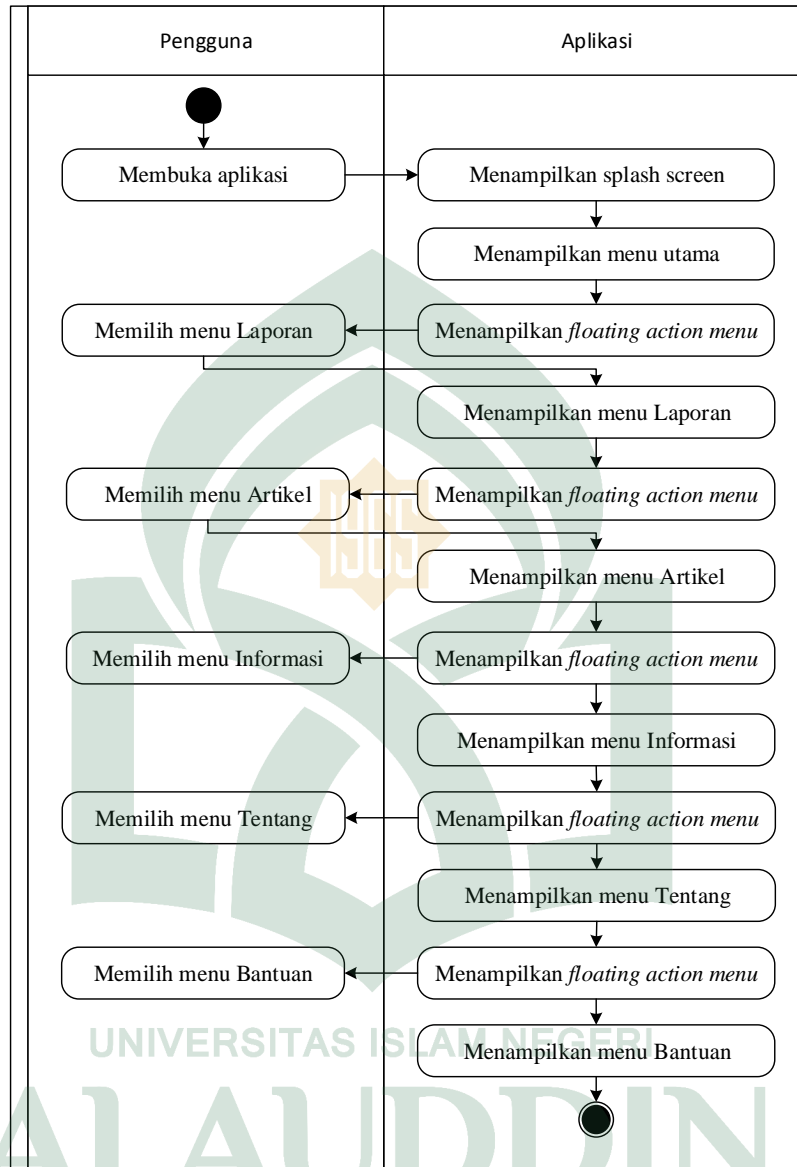 Pengguna
Aplikasi
Membuka aplikasi
Menampilkan splash screen
Menampilkan menu utama
Memilih menu Laporan
Menampilkan floating action menu
Menampilkan menu Laporan
Memilih menu Artikel
Menampilkan floating action menu
Menampilkan menu Artikel
Memilih menu Informasi
Menampilkan floating action menu
Menampilkan menu Informasi
Memilih menu Tentang
Menampilkan floating action menu
Menampilkan menu Tentang
Memilih menu Bantuan
Menampilkan floating action menu
Menampilkan menu Bantuan
1965
UNIVERSITAS ISLAM NEGERI
ALAUDDIN